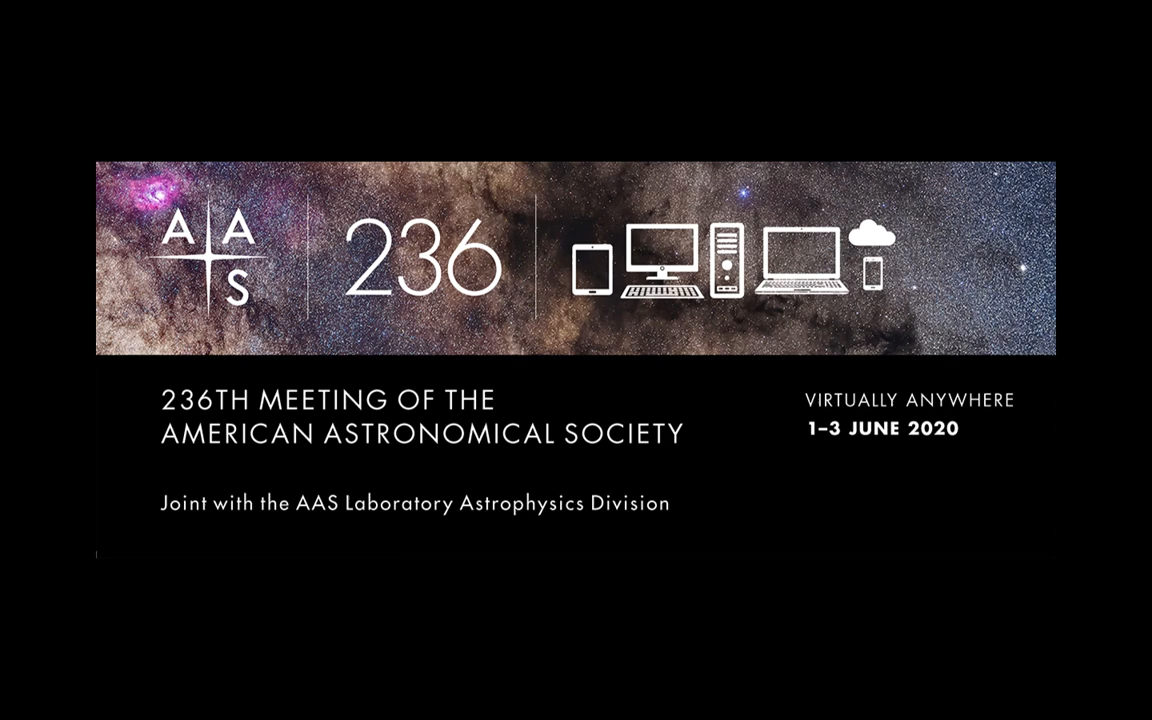 A A
S
236
236TH MEETING OF THE
AMERICAN ASTRONOMICAL SOCIETY
VIRTUALLY ANYWHERE
1–3 JUNE 2020
Joint with the AAS Laboratory Astrophysics Division